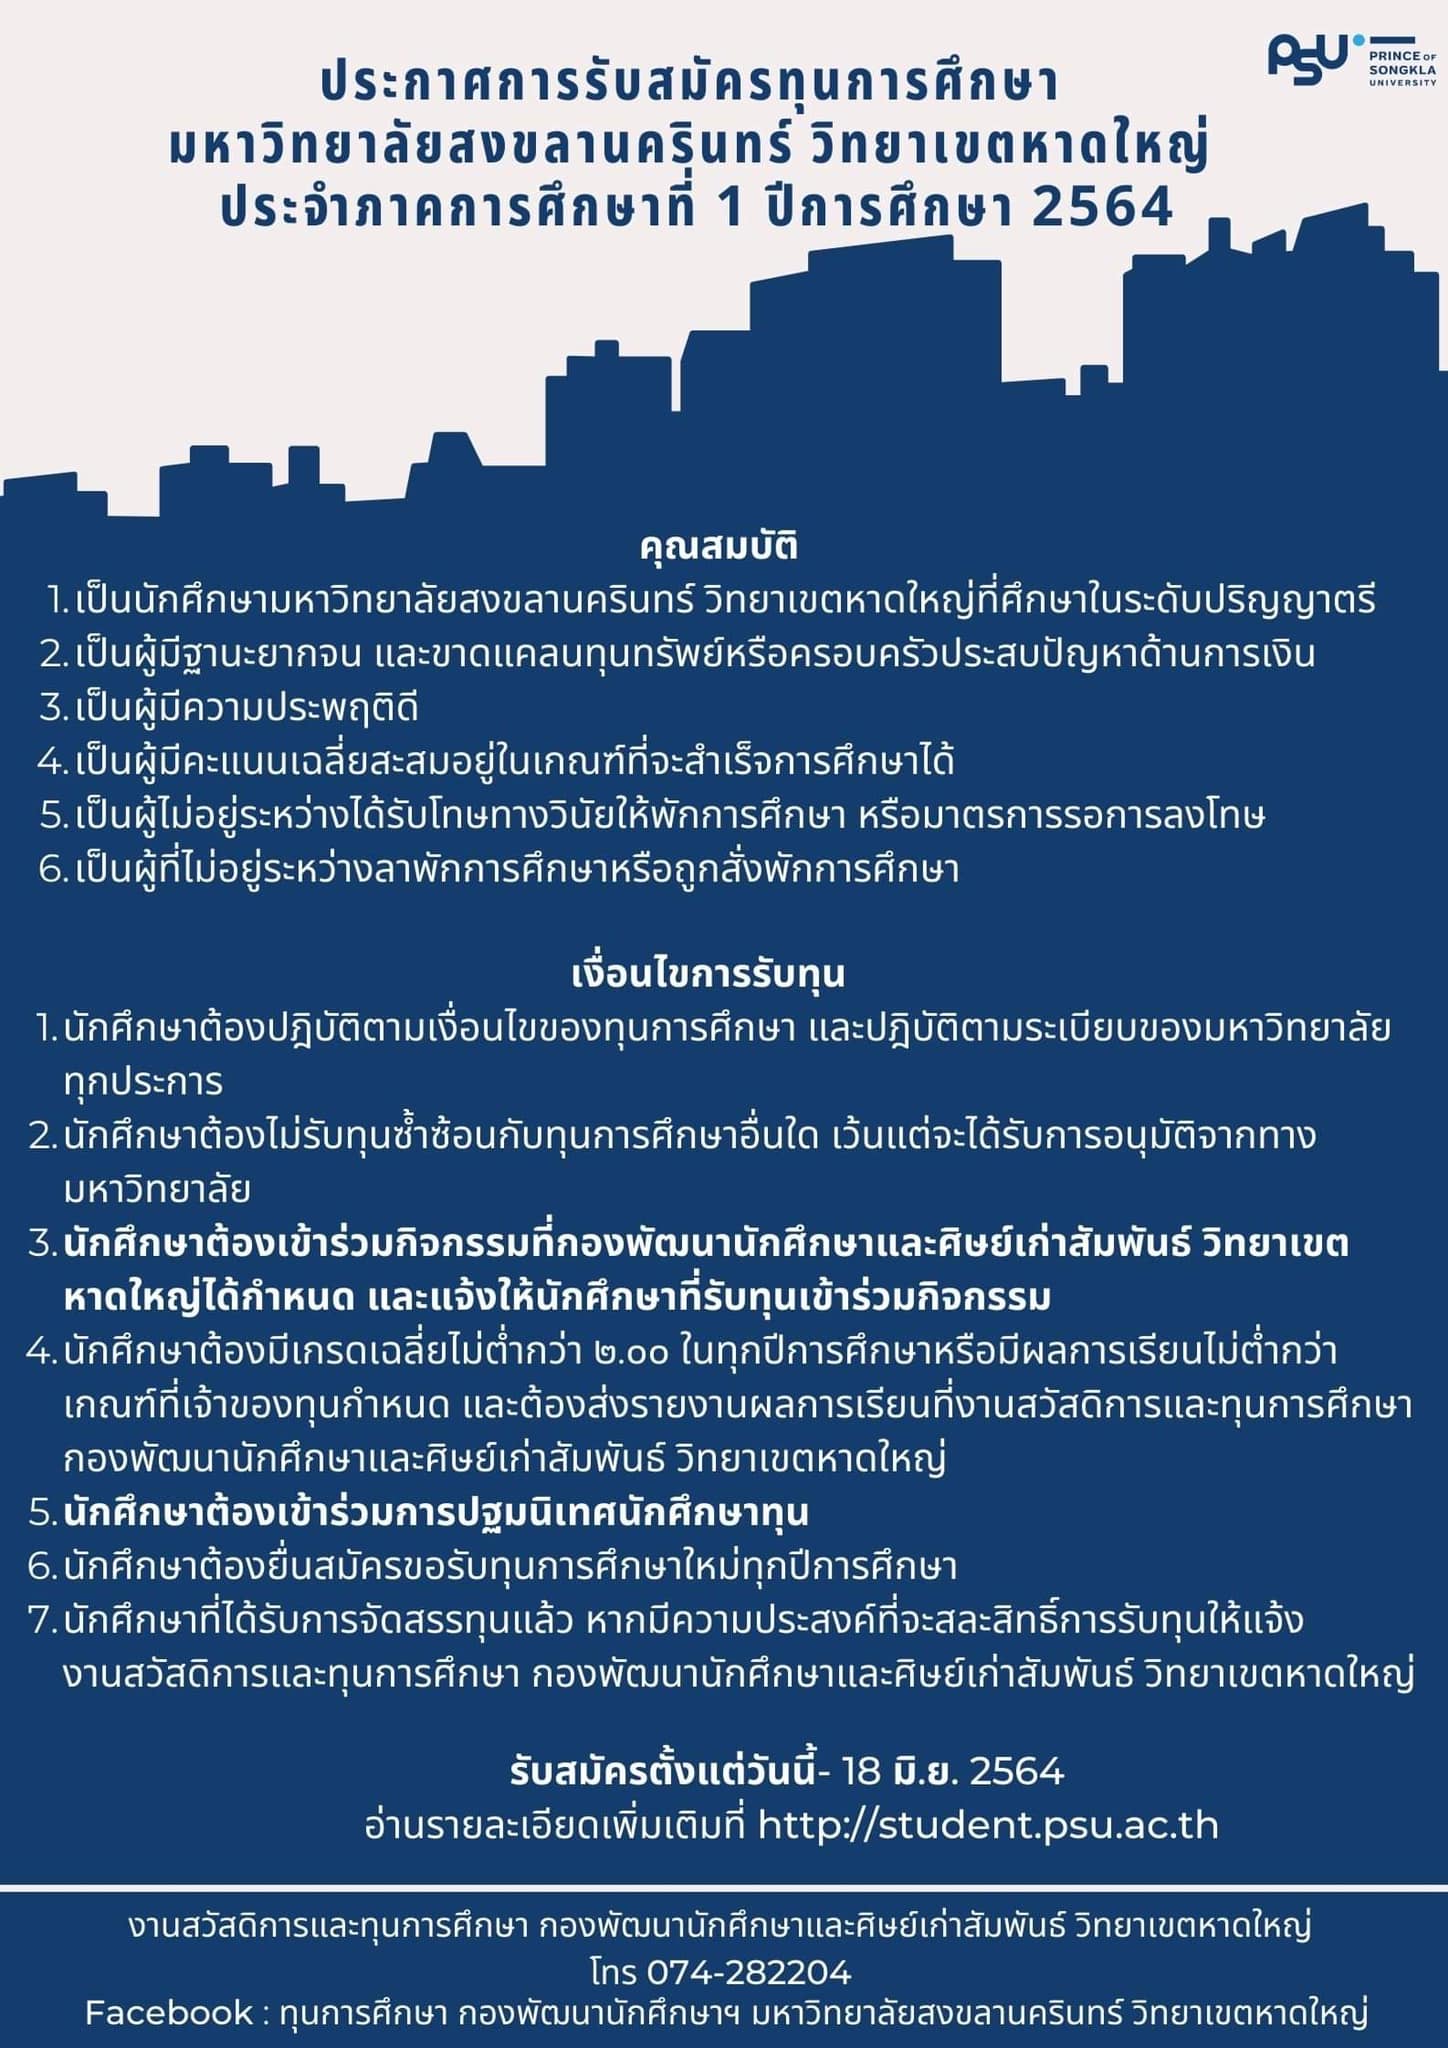 PSU
PRINCE OF
SONGKLA
UNIVERSITY
ประกาศการรับสมัครทุนการศึกษา
มหาวิทยาลัยสงขลานครินทร์ วิทยาเขตหาดใหญ่
ประจำภาคการศึกษาที่ 1 ปีการศึกษา 2564
คุณสมบัติ
1. เป็นนักศึกษามหาวิทยาลัยสงขลานครินทร์ วิทยาเขตหาดใหญ่ที่ศึกษาในระดับปริญญาตรี
2. เป็นผู้มีฐานะยากจน และขาดแคลนทุนทรัพย์หรือครอบครัวประสบปัญหาด้านการเงิน
3. เป็นผู้มีความประพฤติดี
4. เป็นผู้มีคะแนนเฉลี่ยสะสมอยู่ในเกณฑ์ที่จะสำเร็จการศึกษาได้
5. เป็นผู้ไม่อยู่ระหว่างได้รับโทษทางวินัยให้พักการศึกษา หรือมาตรการรอการลงโทษ
6. เป็นผู้ที่ไม่อยู่ระหว่างลาพักการศึกษาหรือถูกสั่งพักการศึกษา
เงื่อนไขการรับทุน
1. นักศึกษาต้องปฎิบัติตามเงื่อนไขของทุนการศึกษา และปฎิบัติตามระเบียบของมหาวิทยาลัย
ทุกประการ
2. นักศึกษาต้องไม่รับทุนซ้ำซ้อนกับทุนการศึกษาอื่นใด เว้นแต่จะได้รับการอนุมัติจากทาง
มหาวิทยาลัย
3. นักศึกษาต้องเข้าร่วมกิจกรรมที่กองพัฒนานักศึกษาและศิษย์เก่าสัมพันธ์ วิทยาเขต
หาดใหญ่ได้กำหนด และแจ้งให้นักศึกษาที่รับทุนเข้าร่วมกิจกรรม
4. นักศึกษาต้องมีเกรดเฉลี่ยไม่ต่ำกว่า ๒.๐๐ ในทุกปีการศึกษาหรือมีผลการเรียนไม่ต่ำกว่า
เกณฑ์ที่เจ้าของทุนกำหนด และต้องส่งรายงานผลการเรียนที่งานสวัสดิการและทุนการศึกษา
กองพัฒนานักศึกษาและศิษย์เก่าสัมพันธ์ วิทยาเขตหาดใหญ่
5. นักศึกษาต้องเข้าร่วมการปฐมนิเทศนักศึกษาทุน
6. นักศึกษาต้องยื่นสมัครขอรับทุนการศึกษาใหม่ทุกปีการศึกษา
7. นักศึกษาที่ได้รับการจัดสรรทุนแล้ว หากมีความประสงค์ที่จะสละสิทธิ์การรับทุนให้แจ้ง
งานสวัสดิการและทุนการศึกษา กองพัฒนานักศึกษาและศิษย์เก่าสัมพันธ์ วิทยาเขตหาดใหญ่
รับสมัครตั้งแต่วันนี้- 18 มิ.ย. 2564
อ่านรายละเอียดเพิ่มเติมที่ http://student.psu.ac.th
งานสวัสดิการและทุนการศึกษา กองพัฒนานักศึกษาและศิษย์เก่าสัมพันธ์ วิทยาเขตหาดใหญ่
โทร 074-282204
Facebook : ทุนการศึกษา กองพัฒนานักศึกษาฯ มหาวิทยาลัยสงขลานครินทร์ วิทยาเขตหาดใหญ่